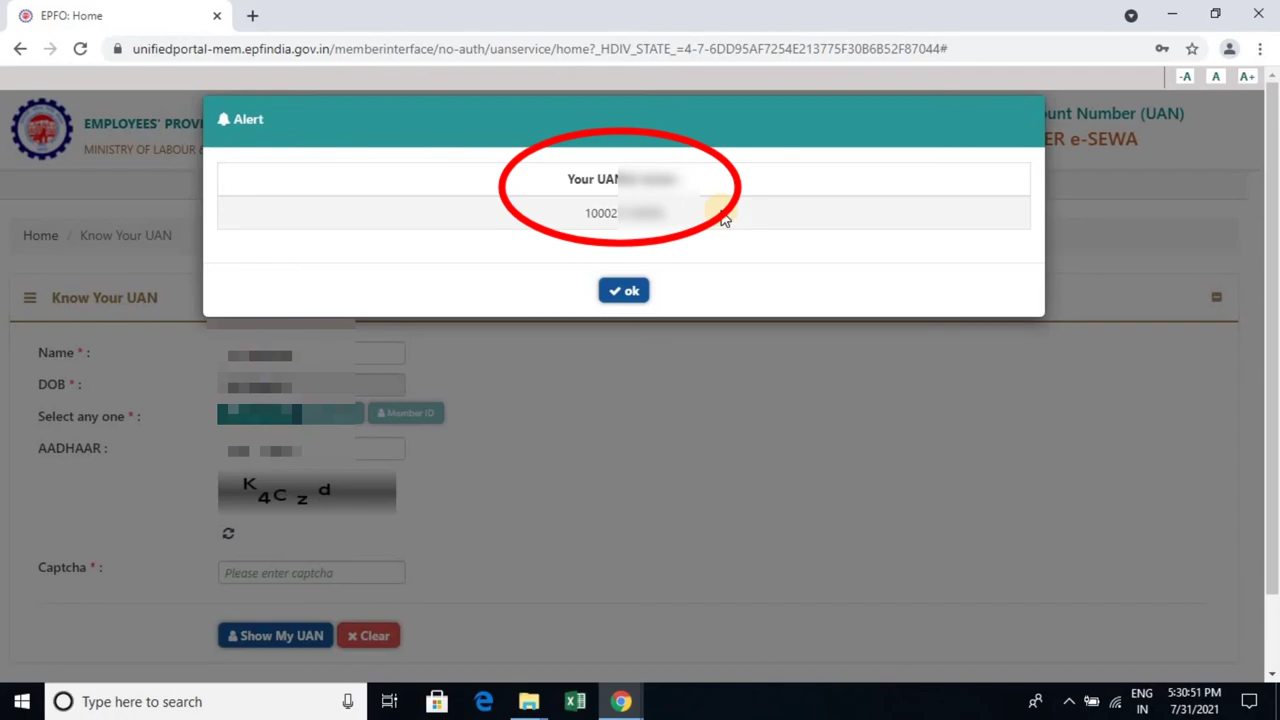 EPFO: Home
unifiedportal-mem.epfindia.gov.in/memberinterface/no-auth/uanservice/home?_HDIV_STATE_=4-7-6DD95AF7254E213775F30B6B52F87044#
-A A A+
EMPLOYEES' PROVI
MINISTRY OF LABOUR &
unt Number (UAN)
ER e-SEWA
Alert
Your UAN
10002
ok
Home / Know Your UAN
Know Your UAN
Name * :
DOB * :
Select any one * :
Member ID
AADHAAR :
K4Czd
Captcha * :
Please enter captcha
Show My UAN
Clear
Type here to search
ENG
IN
5:30:51 PM
7/31/2021